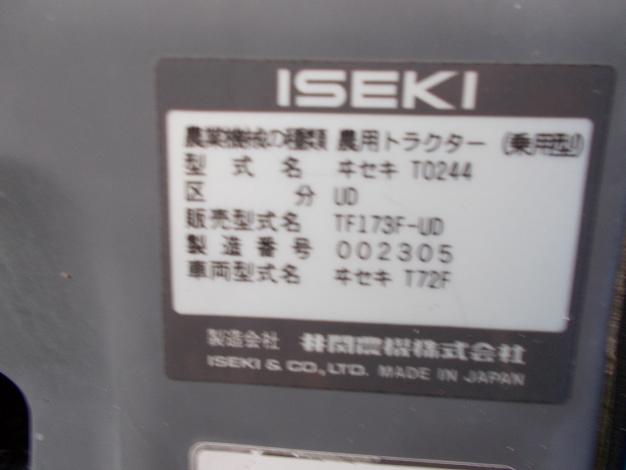 ISEKI
農業機械の種類 農用トラクター (乗用型)
型式名 ヰセキ T0244
区分 UD
販売型式名 TF173F-UD
製造番号 002305
車両型式名 ヰセキ T72F
製造会社 井関農機株式会社
ISEKI & CO., LTD. MADE IN JAPAN